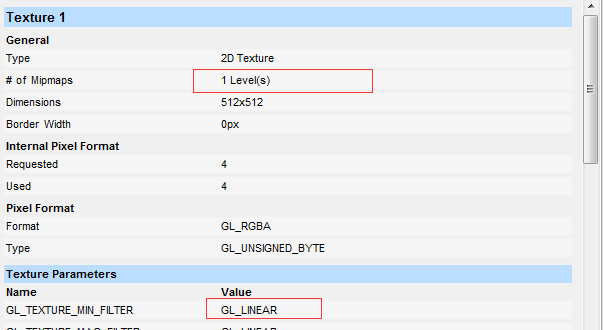 Texture 1
General
Type 2D Texture
# of Mipmaps 1 Level(s)
Dimensions 512x512
Border Width 0px
Internal Pixel Format
Requested 4
Used 4
Pixel Format
Format GL_RGBA
Type GL_UNSIGNED_BYTE
Texture Parameters
Name Value
GL_TEXTURE_MIN_FILTER GL_LINEAR